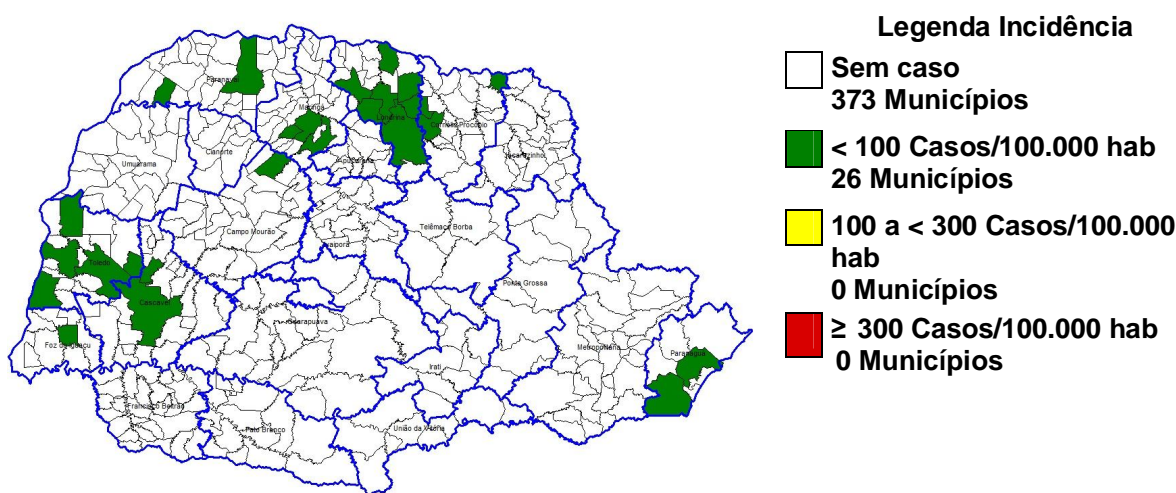 Legenda Incidência
Sem caso
373 Municípios
< 100 Casos/100.000 hab
26 Municípios
100 a < 300 Casos/100.000
hab
0 Municípios
≥ 300 Casos/100.000 hab
0 Municípios
Paranavaí
Maringá
Londrina
Cornélio Procópio
Jacarezinho
Umuarama
Cianorte
Apucarana
Campo Mourão
Ivaiporã
Telêmaco Borba
Toledo
Cascavel
Ponta Grossa
Guarapuava
Foz do Iguaçu
Metropolitana
Paranaguá
Irati
Francisco Beltrão
Pato Branco
União da Vitória